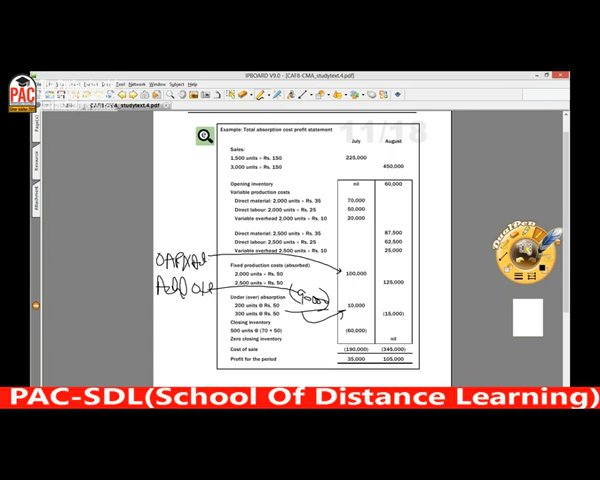 IPBOARD V9.0 - [CAF8-CMA_studytext.4.pdf]
Tool Network Window Subject Help
CAF8-CMA_studytext.4.pdf
PAC
11/18
Example: Total absorption cost profit statement
July August
Sales:
1,500 units × Rs. 150 225,000
3,000 units × Rs. 150 450,000
Opening inventory nil 60,000
Variable production costs
Direct material: 2,000 units × Rs. 35 70,000
Direct labour: 2,000 units × Rs. 25 50,000
Variable overhead 2,000 units × Rs. 10 20,000
Direct material: 2,500 units × Rs. 35 87,500
Direct labour: 2,500 units × Rs. 25 62,500
Variable overhead 2,500 units × Rs. 10 25,000
Fixed production costs (absorbed)
2,000 units × Rs. 50 100,000
2,500 units × Rs. 50 125,000
Under (over) absorption
200 units @ Rs. 50 10,000
300 units @ Rs. 50 (15,000)
Closing inventory
500 units @ (70 + 50) (60,000)
Zero closing inventory nil
Cost of sale (190,000) (345,000)
Profit for the period 35,000 105,000
DualPen
PAC-SDL(School Of Distance Learning)